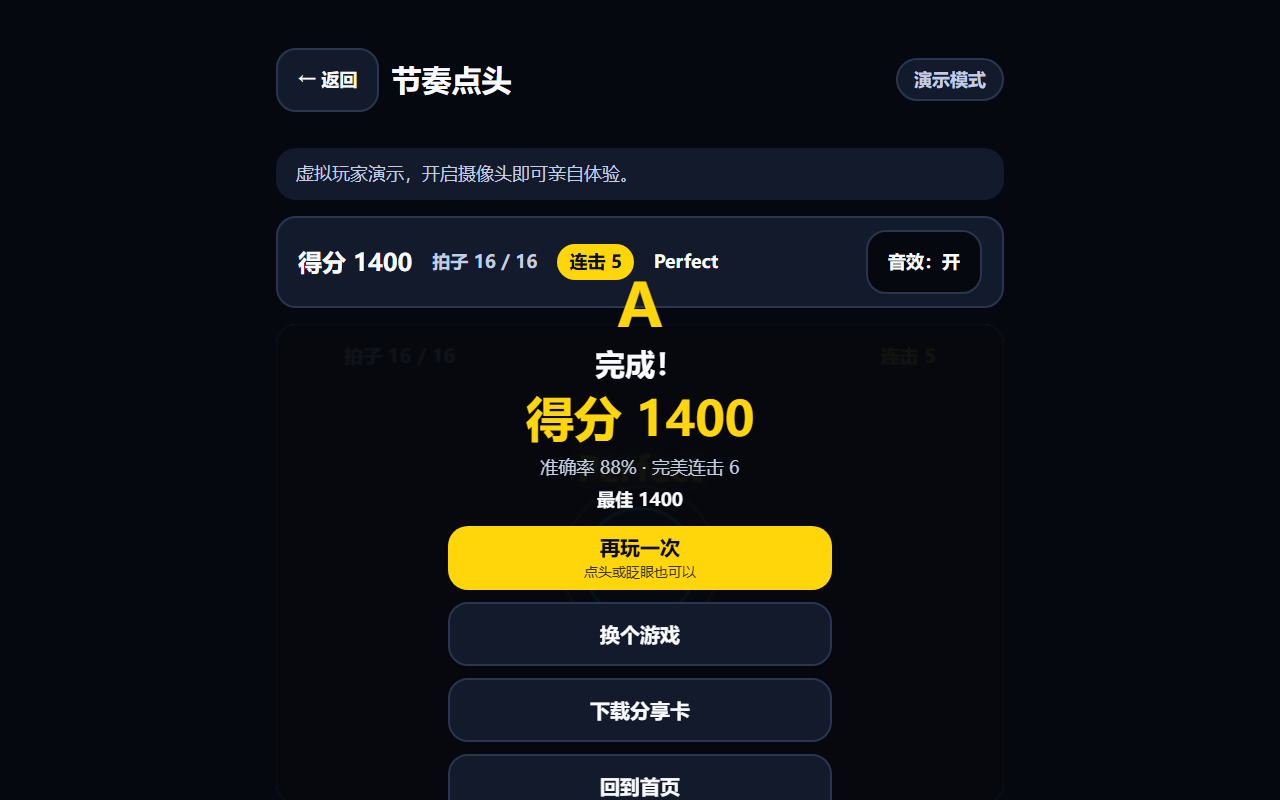 ← 返回
节奏点头
演示模式
虚拟玩家演示，开启摄像头即可亲自体验。
得分 1400
拍子 16 / 16
连击 5
Perfect
音效：开
A
拍子 16 / 16
连击 5
完成！
得分 1400
Perfect
准确率 88% · 完美连击 6
最佳 1400
再玩一次
点头或眨眼也可以
换个游戏
下载分享卡
回到首页